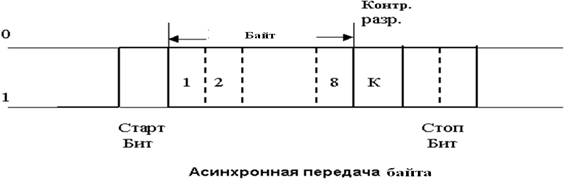 Контр.
разр.
0
Байт
1 2 8 К
1
Старт
Бит
Стоп
Бит
Асинхронная передача байта